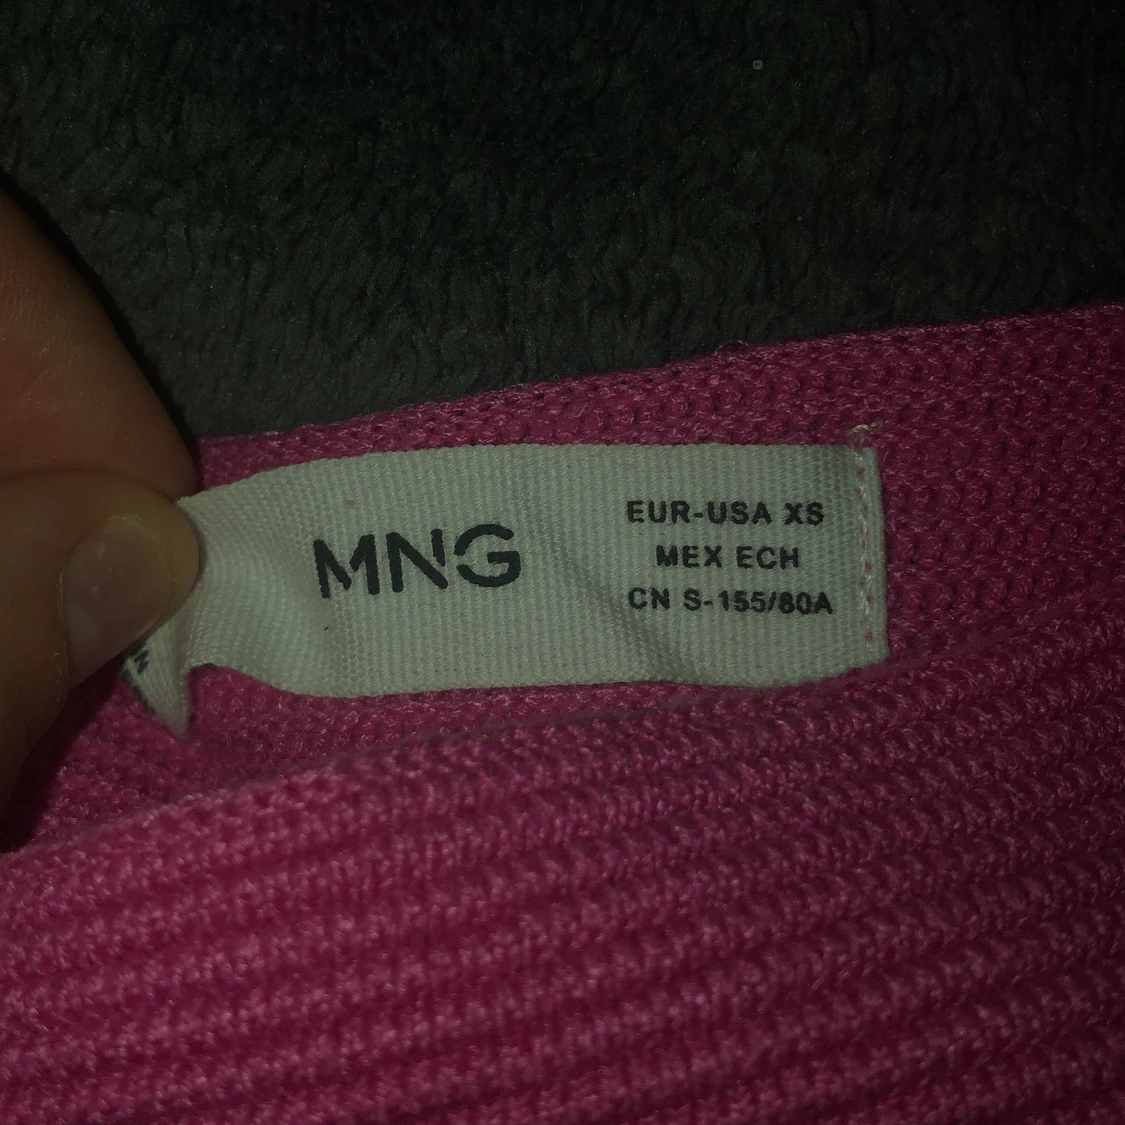 MNG
EUR-USA XS
MEX ECH
CN S-155/80A